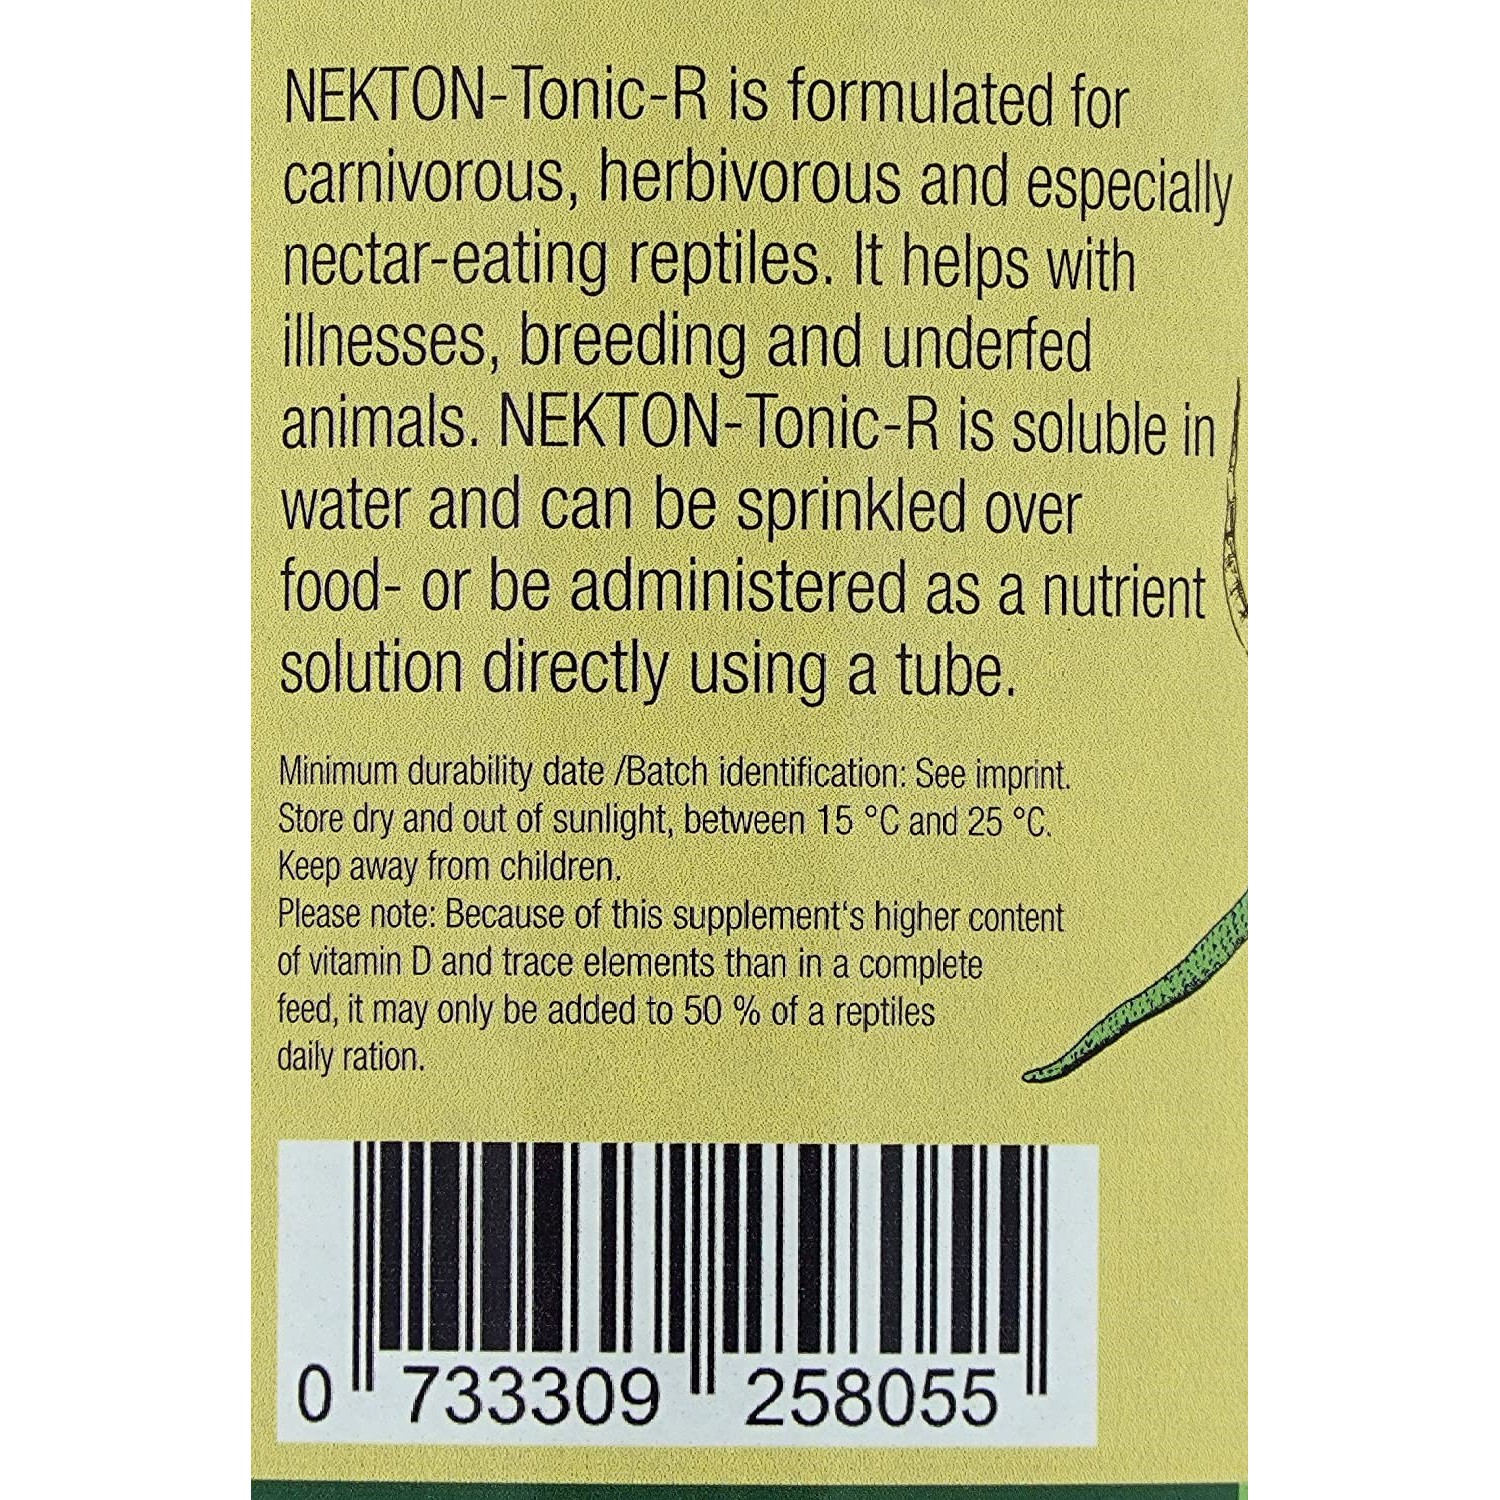 NEKTON-Tonic-R is formulated for
carnivorous, herbivorous and especially
nectar-eating reptiles. It helps with
illnesses, breeding and underfed
animals. NEKTON-Tonic-R is soluble in
water and can be sprinkled over
food- or be administered as a nutrient
solution directly using a tube.
Minimum durability date /Batch identification: See imprint.
Store dry and out of sunlight, between 15 °C and 25 °C.
Keep away from children.
Please note: Because of this supplement‘s higher content
of vitamin D and trace elements than in a complete
feed, it may only be added to 50 % of a reptiles
daily ration.
0 733309 258055